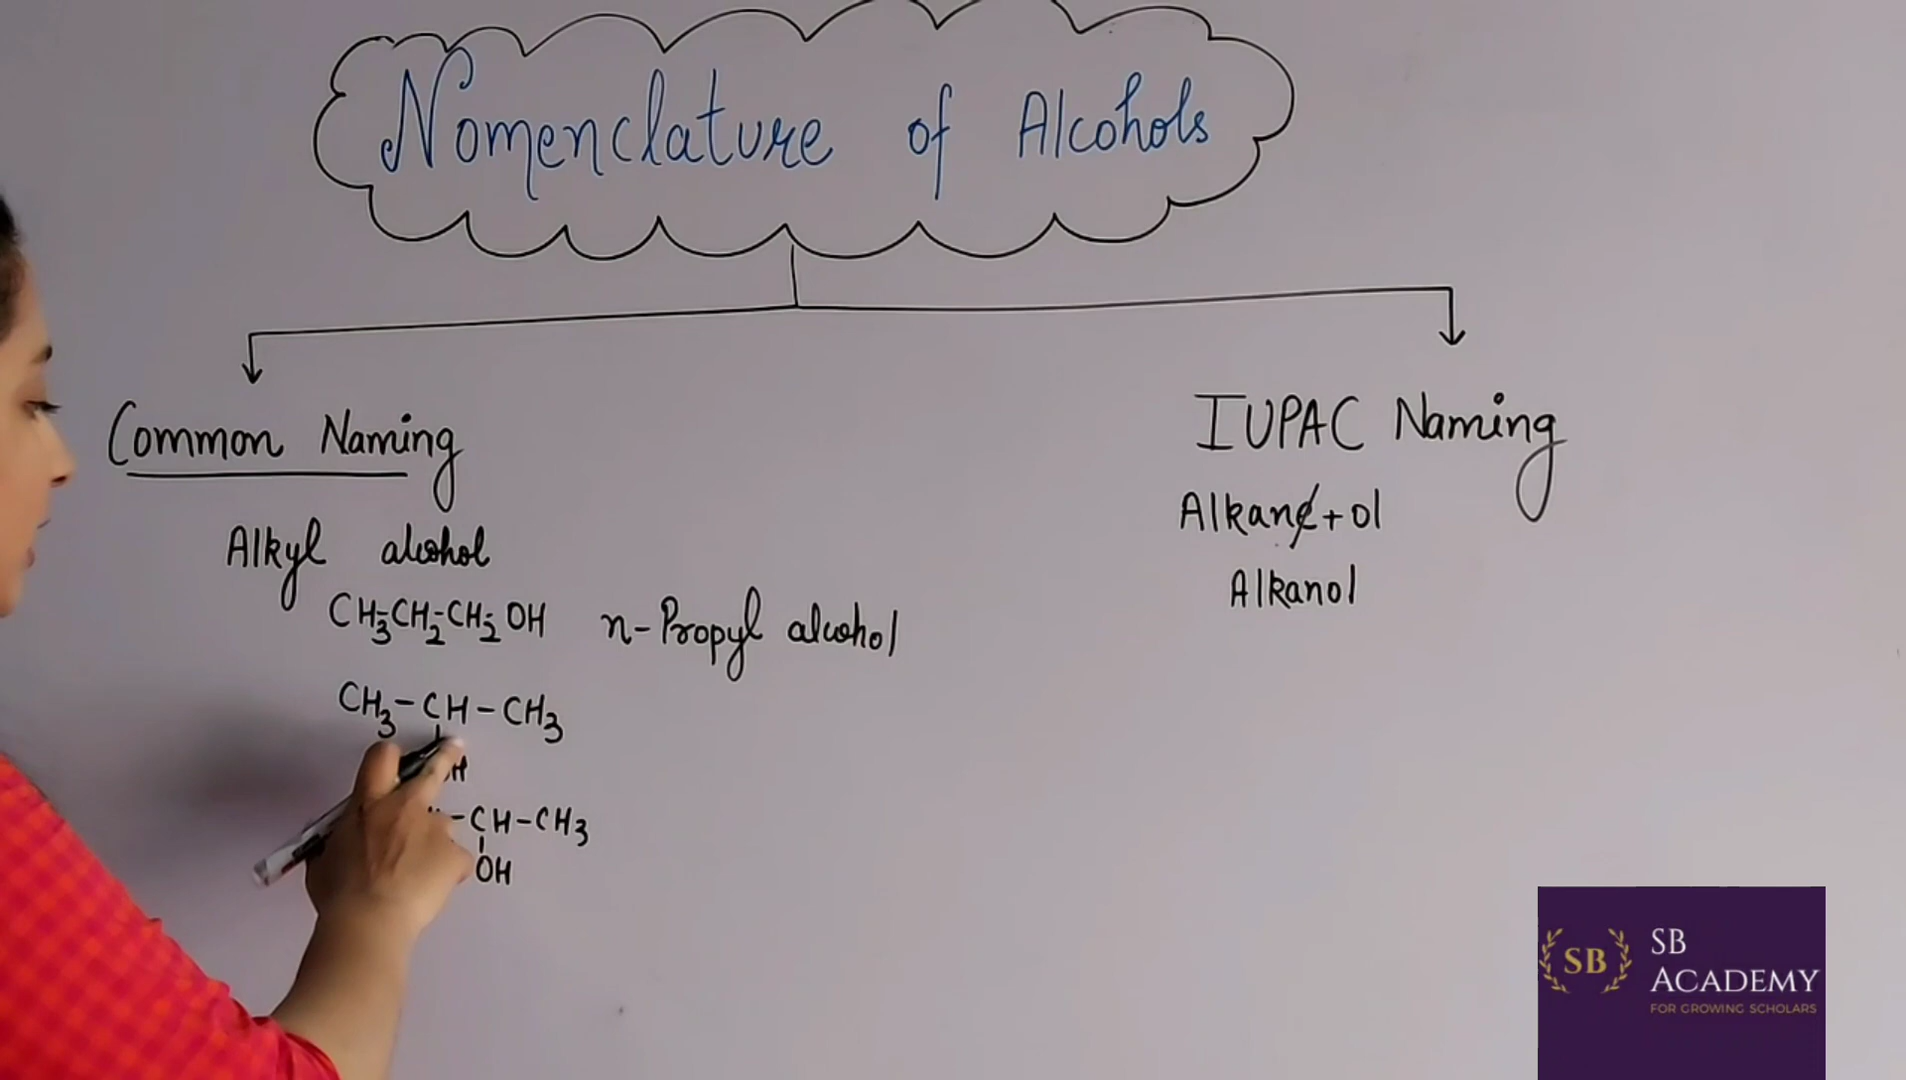 Nomenclature of Alcohols
Common Naming
Alkyl alcohol
CH3-CH2-CH2-OH n-Propyl alcohol
CH3-CH-CH3
H
-CH-CH3
OH
IUPAC Naming
Alkane+ol
Alkanol
SB
SB
ACADEMY
FOR GROWING SCHOLARS